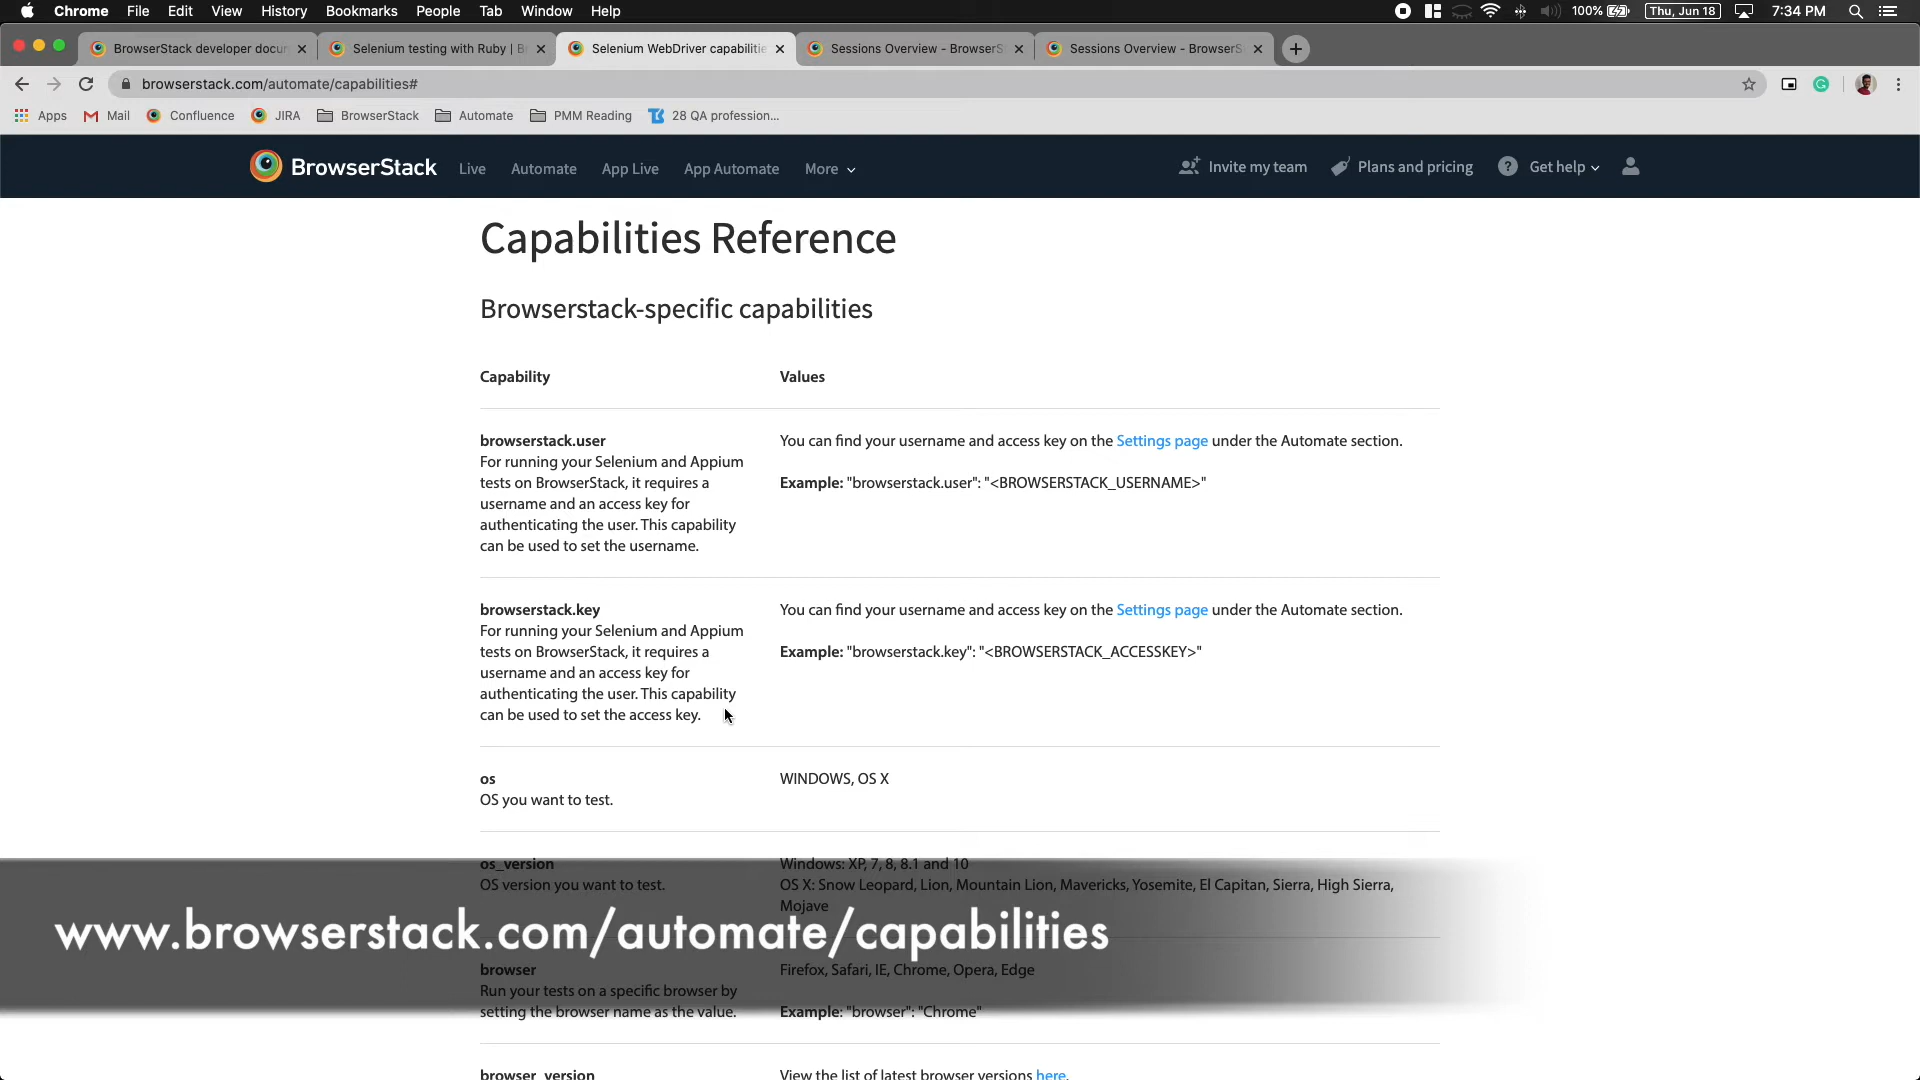 Chrome File Edit View History Bookmarks People Tab Window Help 100% Thu, Jun 18 7:34 PM
BrowserStack developer docun Selenium testing with Ruby | B Selenium WebDriver capabilitie Sessions Overview - BrowserS Sessions Overview - BrowserS
browserstack.com/automate/capabilities#
Apps Mail Confluence JIRA BrowserStack Automate PMM Reading 28 QA profession...
BrowserStack Live Automate App Live App Automate More Invite my team Plans and pricing Get help
Capabilities Reference
Browserstack-specific capabilities
Capability Values
browserstack.user You can find your username and access key on the Settings page under the Automate section.
For running your Selenium and Appium
tests on BrowserStack, it requires a Example: "browserstack.user": "<BROWSERSTACK_USERNAME>"
username and an access key for
authenticating the user. This capability
can be used to set the username.
browserstack.key You can find your username and access key on the Settings page under the Automate section.
For running your Selenium and Appium
tests on BrowserStack, it requires a Example: "browserstack.key": "<BROWSERSTACK_ACCESSKEY>"
username and an access key for
authenticating the user. This capability
can be used to set the access key.
os WINDOWS, OS X
OS you want to test.
os_version Windows: XP, 7, 8, 8.1 and 10
OS version you want to test. OS X: Snow Leopard, Lion, Mountain Lion, Mavericks, Yosemite, El Capitan, Sierra, High Sierra,
Mojave
www.browserstack.com/automate/capabilities
browser Firefox, Safari, IE, Chrome, Opera, Edge
Run your tests on a specific browser by
setting the browser name as the value. Example: "browser": "Chrome"
browser_version View the list of latest browser versions here.